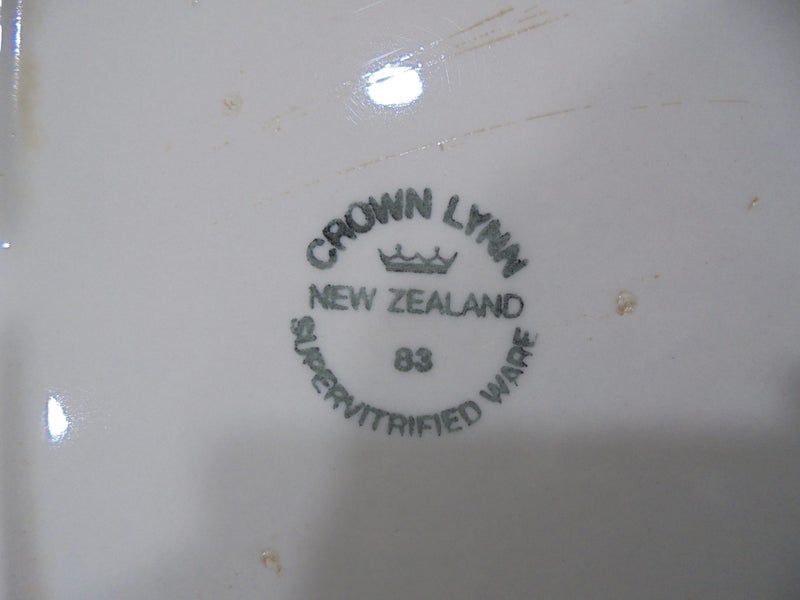 CROWN LYNN
NEW ZEALAND
83
SUPERVITRIFIED WARE